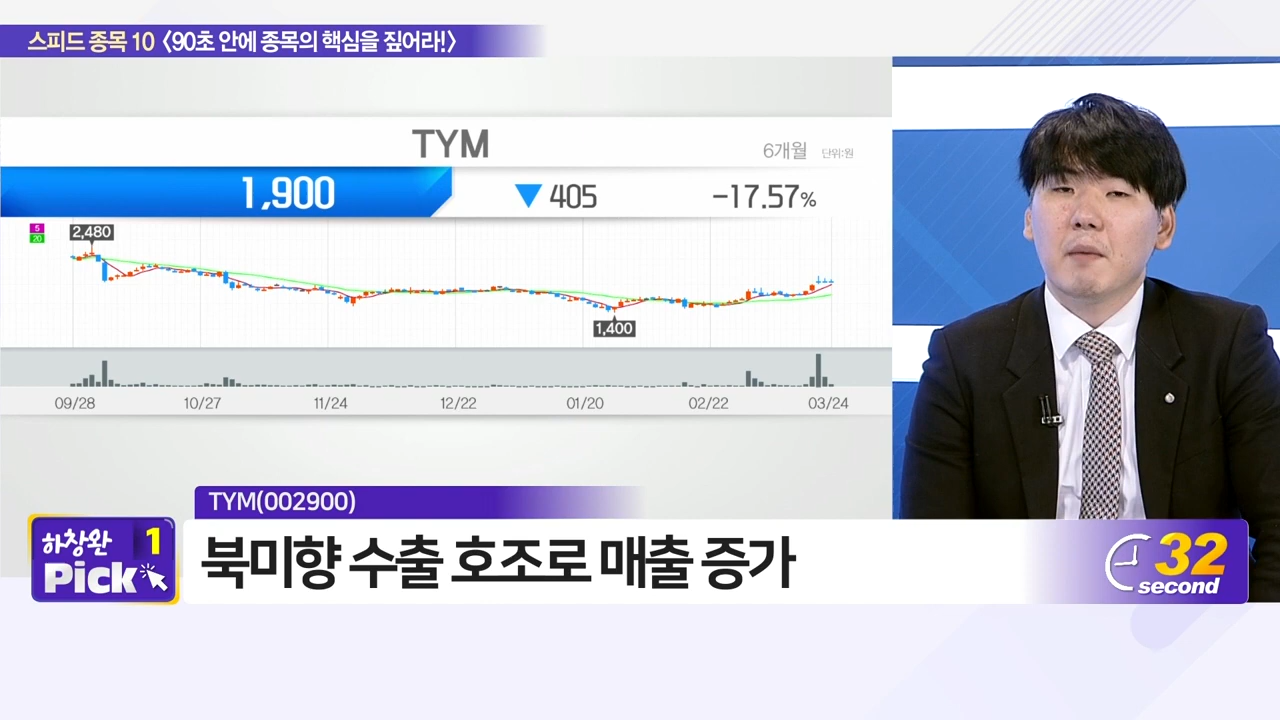 스피드 종목 10 〈90초 안에 종목의 핵심을 짚어라!〉
TYM
6개월 단위:원
1,900 ▼ 405 -17.57%
5
20
2,480
1,400
09/28 10/27 11/24 12/22 01/20 02/22 03/24
TYM(002900)
하창완 1
Pick
북미향 수출 호조로 매출 증가
32
second